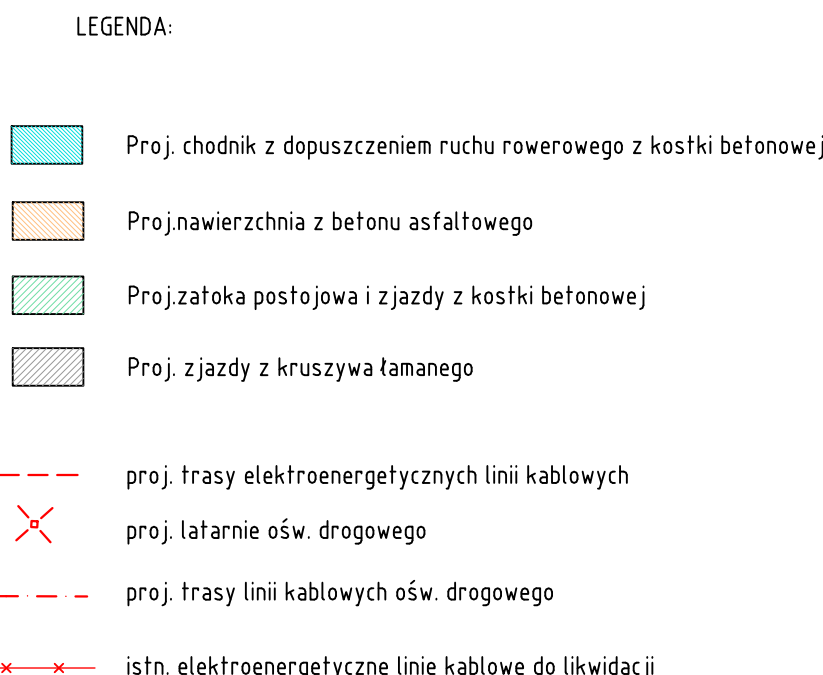 LEGENDA:
Proj. chodnik z dopuszczeniem ruchu rowerowego z kostki betonowej
Proj.nawierzchnia z betonu asfaltowego
Proj.zatoka postojowa i zjazdy z kostki betonowej
Proj. zjazdy z kruszywa łamanego
proj. trasy elektroenergetycznych linii kablowych
proj. latarnie ośw. drogowego
proj. trasy linii kablowych ośw. drogowego
istn. elektroenergetyczne linie kablowe do likwidacji